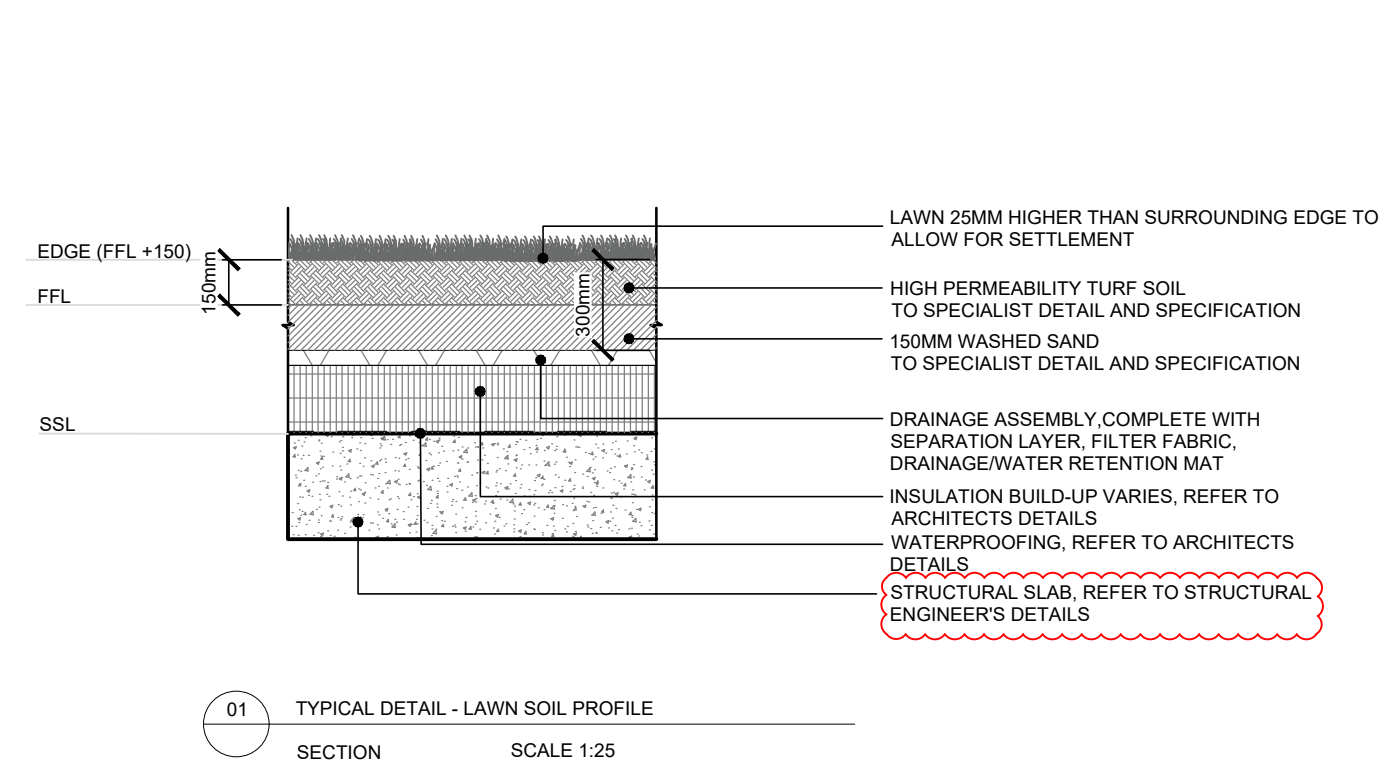 LAWN 25MM HIGHER THAN SURROUNDING EDGE TO
ALLOW FOR SETTLEMENT
EDGE (FFL +150)
150mm
FFL
300mm
HIGH PERMEABILITY TURF SOIL
TO SPECIALIST DETAIL AND SPECIFICATION
150MM WASHED SAND
TO SPECIALIST DETAIL AND SPECIFICATION
SSL
DRAINAGE ASSEMBLY,COMPLETE WITH
SEPARATION LAYER, FILTER FABRIC,
DRAINAGE/WATER RETENTION MAT
INSULATION BUILD-UP VARIES, REFER TO
ARCHITECTS DETAILS
WATERPROOFING, REFER TO ARCHITECTS
DETAILS
STRUCTURAL SLAB, REFER TO STRUCTURAL
ENGINEER'S DETAILS
01
TYPICAL DETAIL - LAWN SOIL PROFILE
SECTION SCALE 1:25